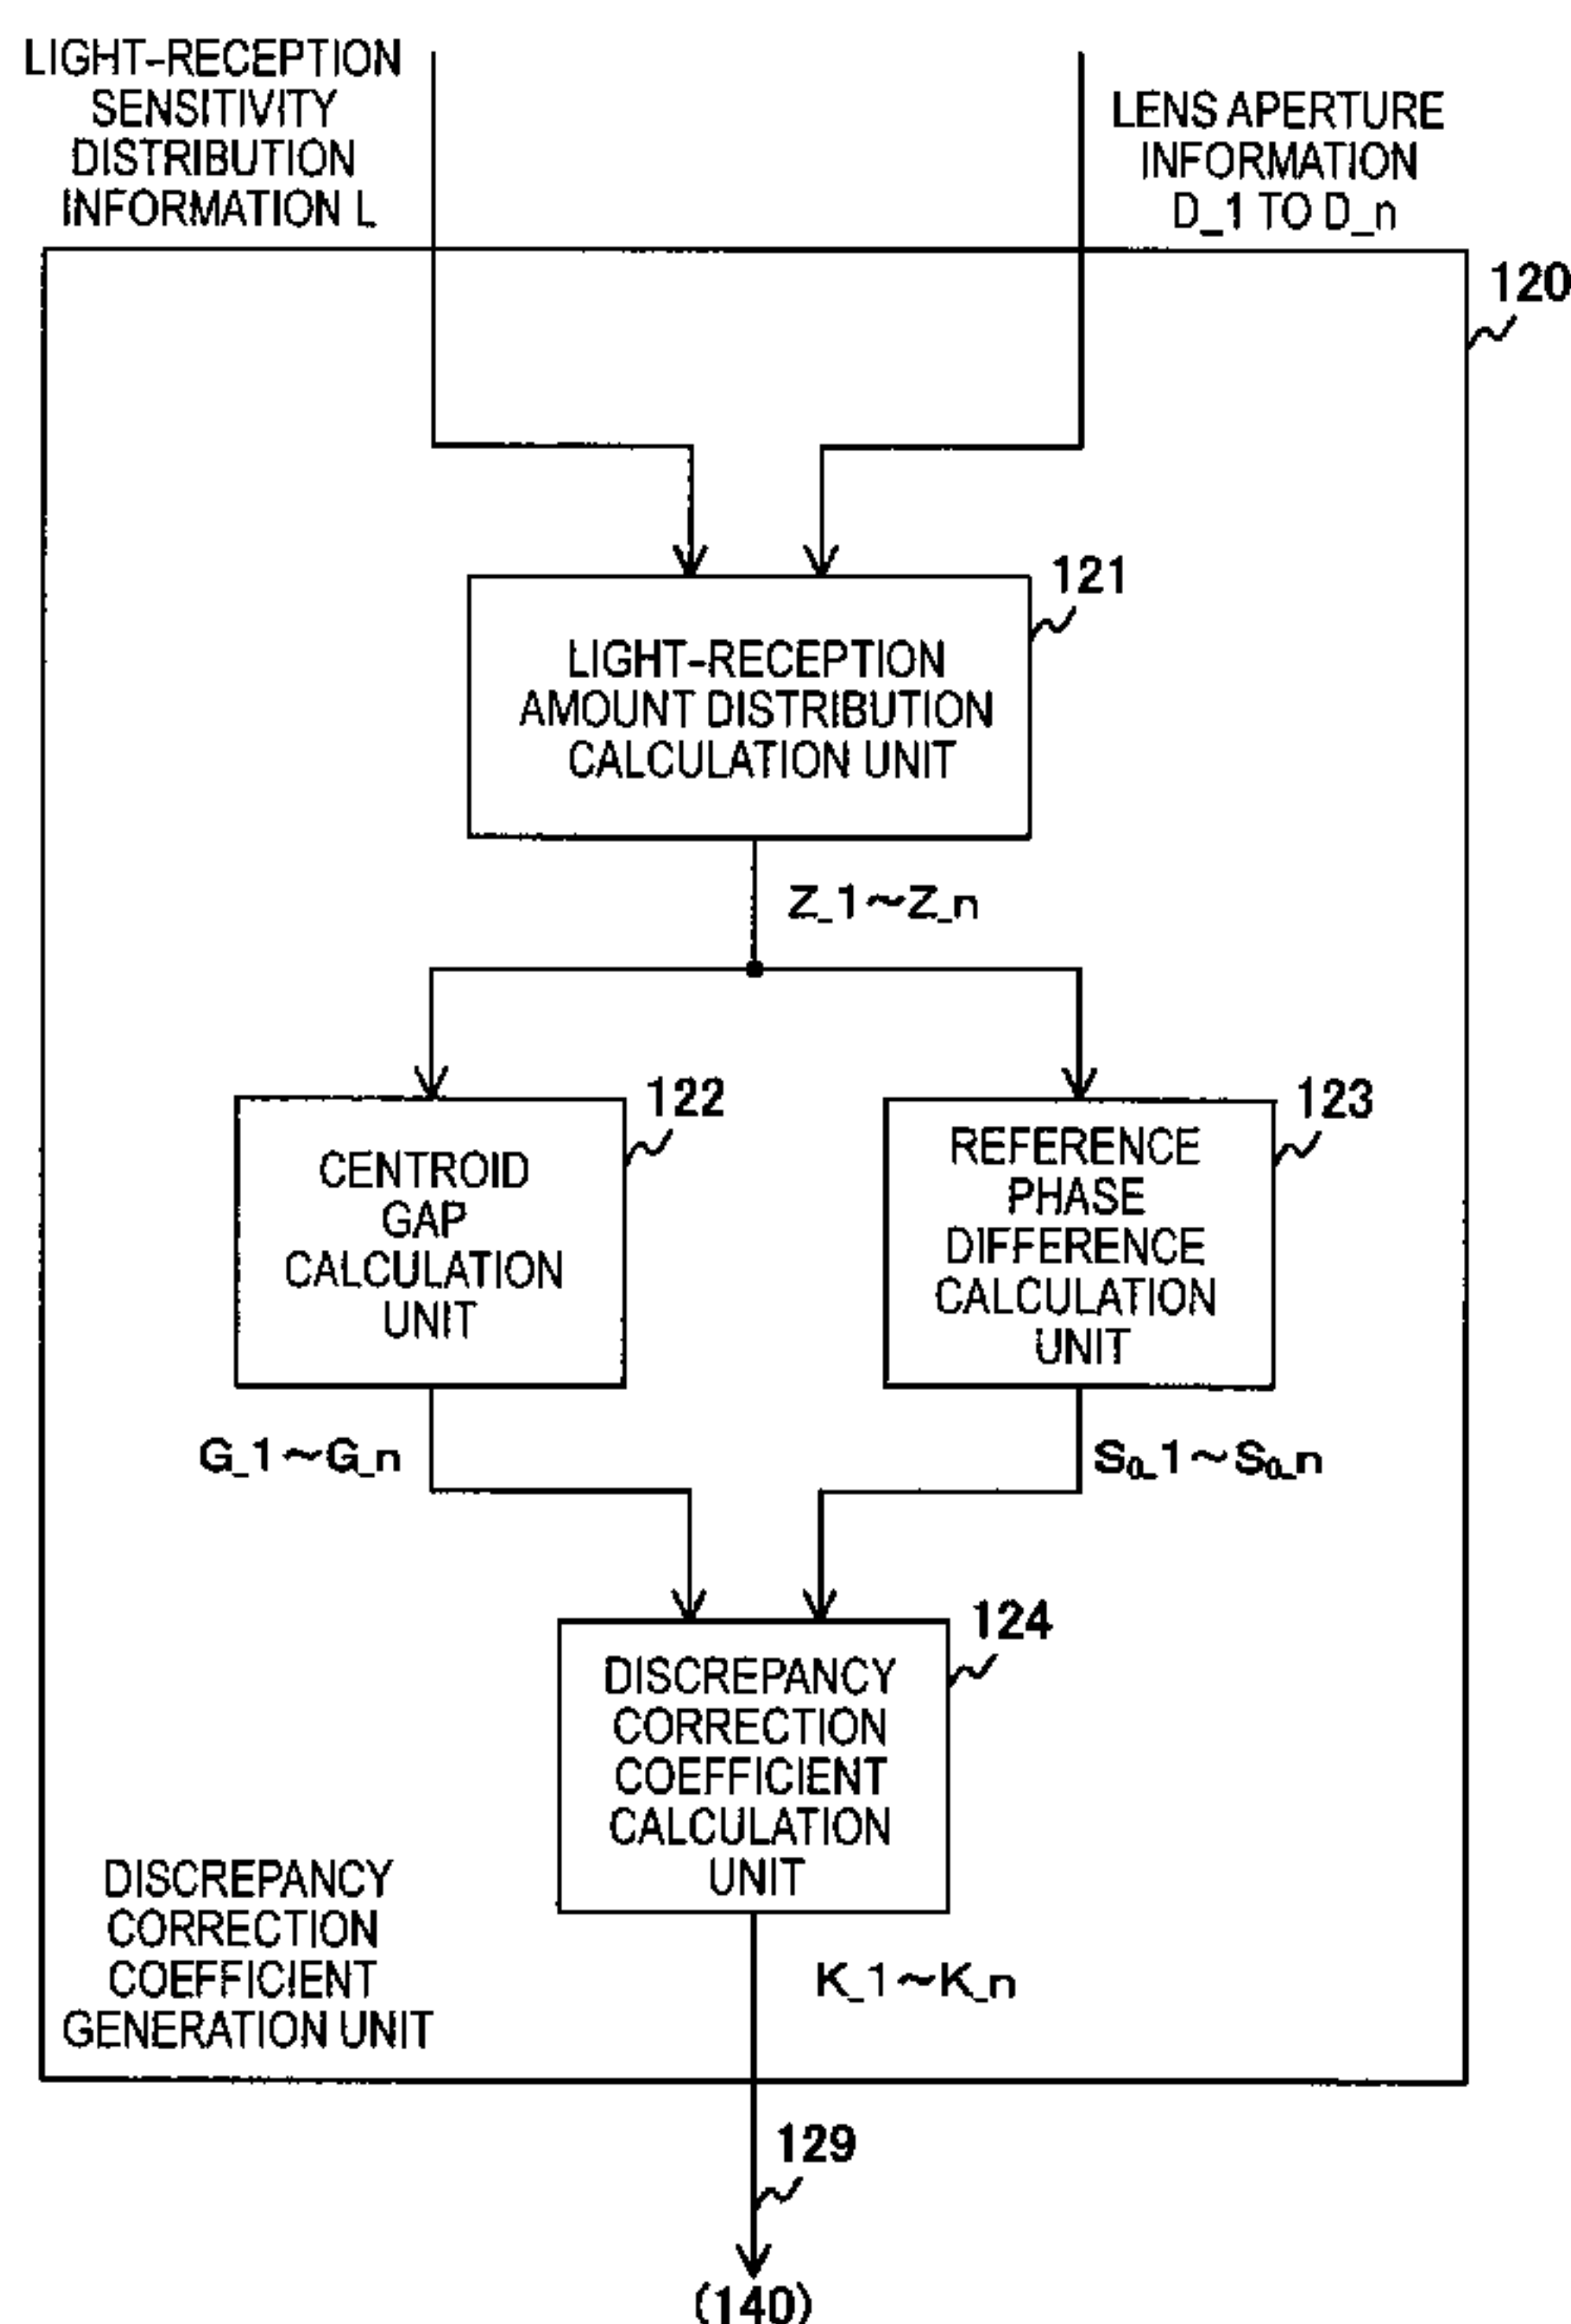 LIGHT-RECEPTION
SENSITIVITY
DISTRIBUTION
INFORMATION L
LENS APERTURE
INFORMATION
D_1 TO D_n
120
121
LIGHT-RECEPTION
AMOUNT DISTRIBUTION
CALCULATION UNIT
Z_1~Z_n
122
CENTROID
GAP
CALCULATION
UNIT
123
REFERENCE
PHASE
DIFFERENCE
CALCULATION
UNIT
G_1~G_n
S₀_1~S₀_n
124
DISCREPANCY
CORRECTION
COEFFICIENT
CALCULATION
UNIT
DISCREPANCY
CORRECTION
COEFFICIENT
GENERATION UNIT
K_1~K_n
129
(140)